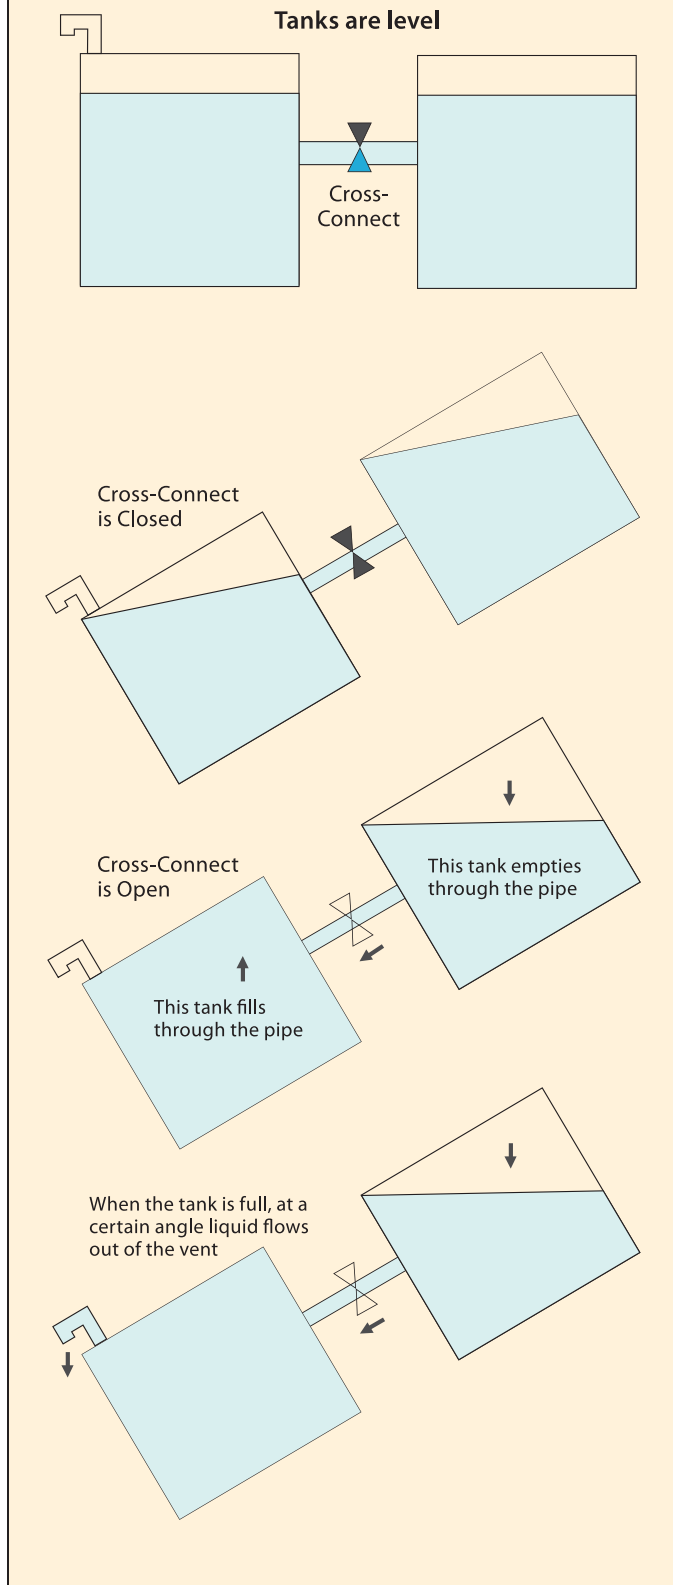 Tanks are level
Cross-
Connect
Cross-Connect
is Closed
Cross-Connect
is Open
This tank empties
through the pipe
This tank fills
through the pipe
When the tank is full, at a
certain angle liquid flows
out of the vent